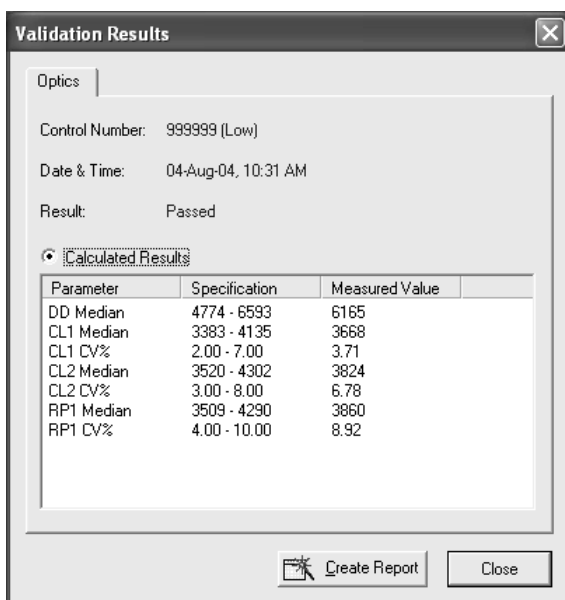 Validation Results
Optics
Control Number: 999999 (Low)
Date & Time: 04-Aug-04, 10:31 AM
Result: Passed
Calculated Results
Parameter Specification Measured Value
DD Median 4774 - 6593 6165
CL1 Median 3383 - 4135 3668
CL1 CV% 2.00 - 7.00 3.71
CL2 Median 3520 - 4302 3824
CL2 CV% 3.00 - 8.00 6.78
RP1 Median 3509 - 4290 3860
RP1 CV% 4.00 - 10.00 8.92
Create Report Close